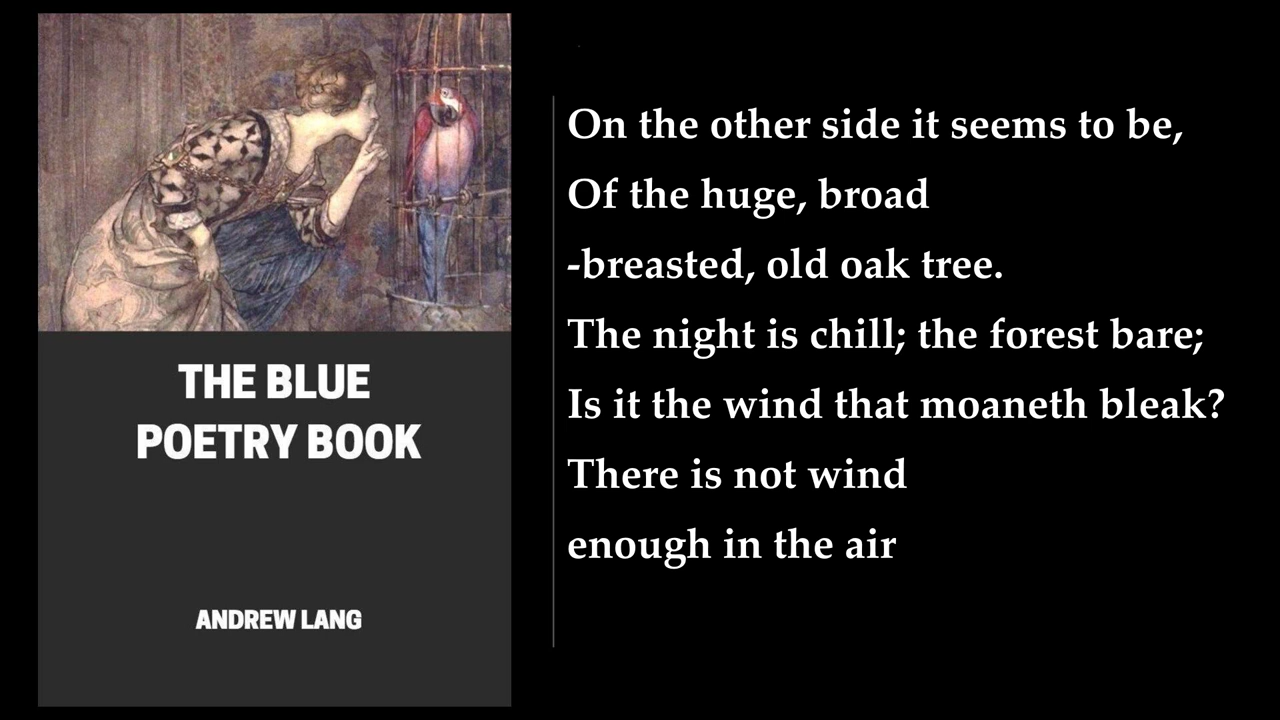 THE BLUE
POETRY BOOK
ANDREW LANG
On the other side it seems to be,
Of the huge, broad
-breasted, old oak tree.
The night is chill; the forest bare;
Is it the wind that moaneth bleak?
There is not wind
enough in the air